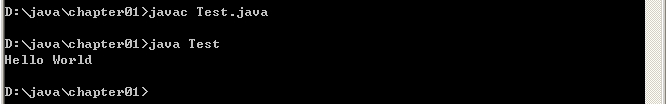 D:\java\chapter01>javac Test.java
D:\java\chapter01>java Test
Hello World
D:\java\chapter01>